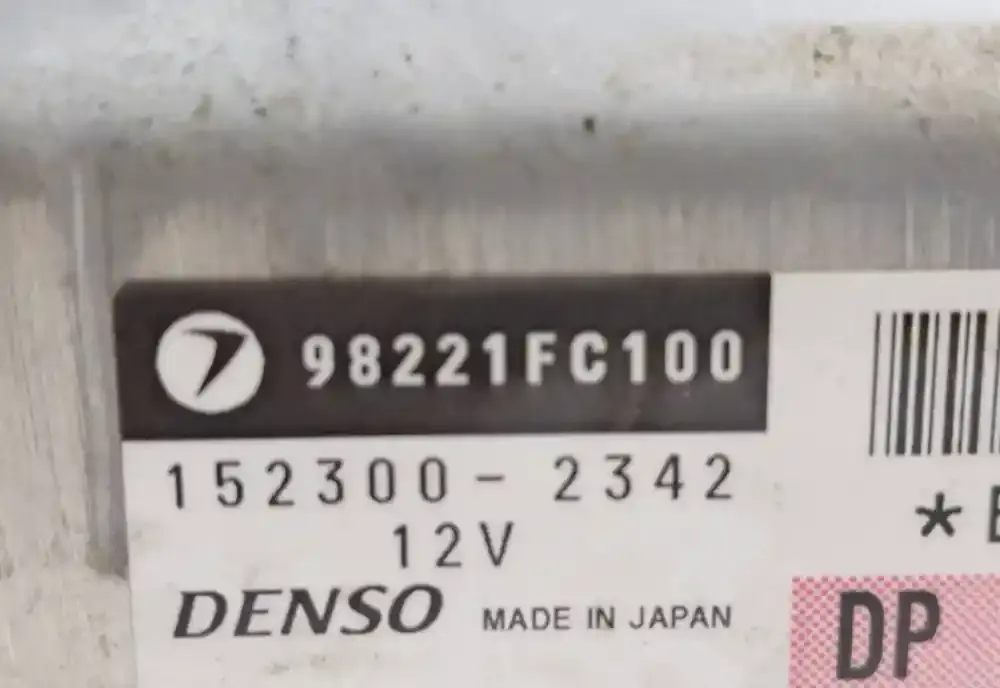 98221FC100
152300-2342
12V
DENSO MADE IN JAPAN
*E
DP